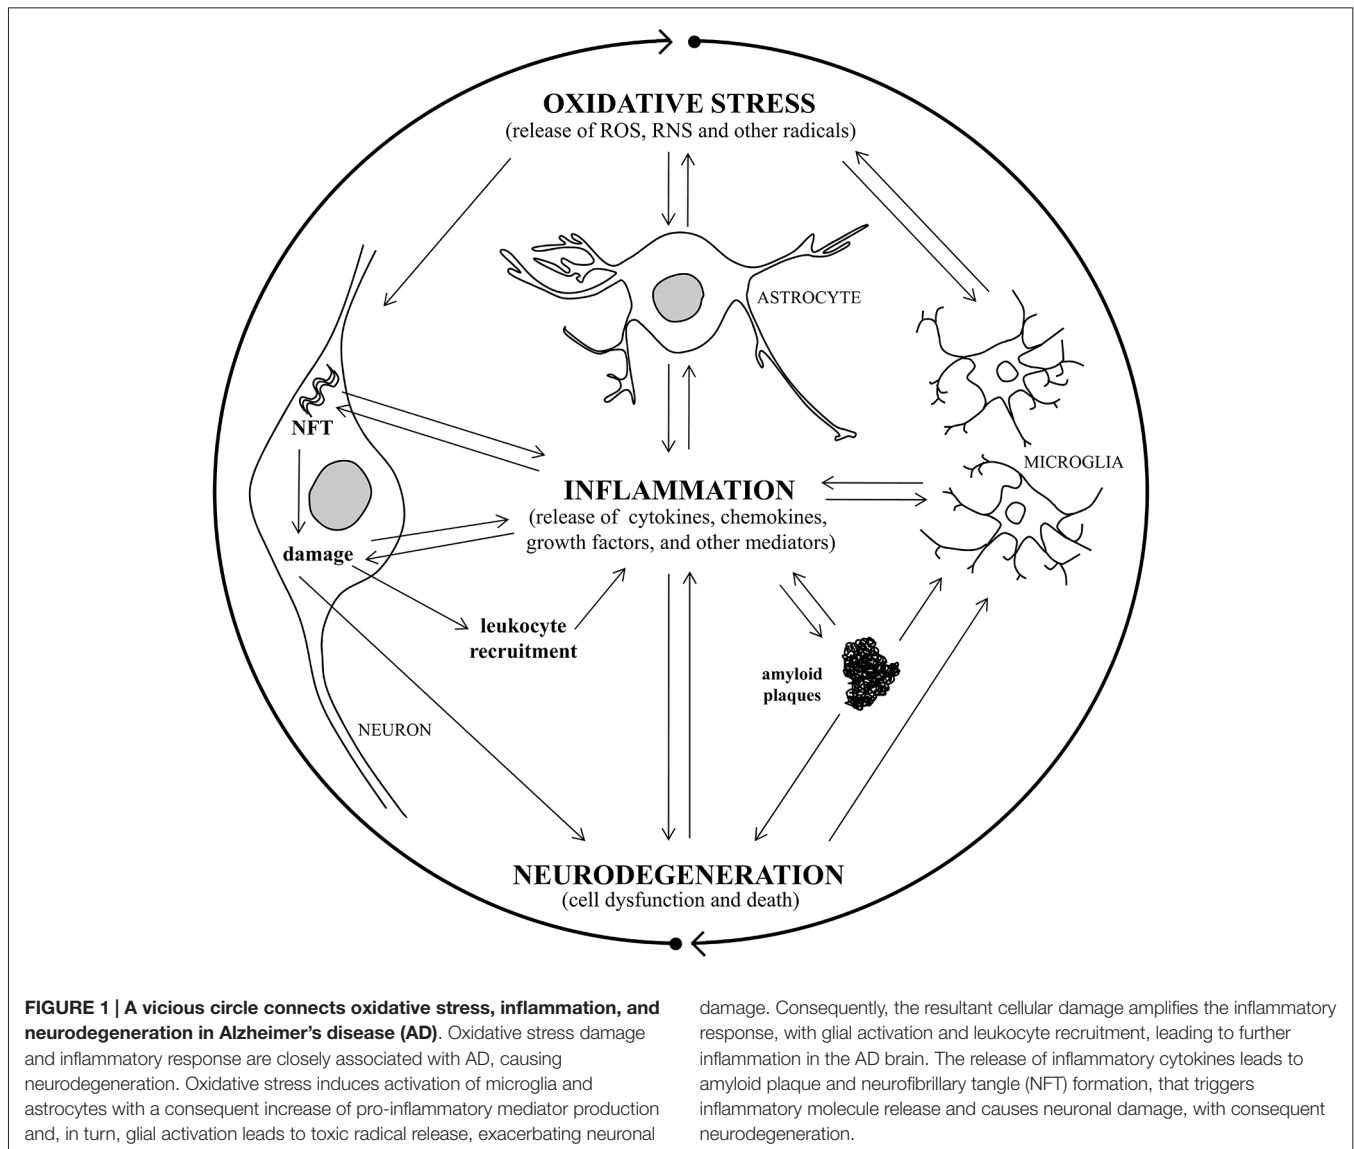 OXIDATIVE STRESS
(release of ROS, RNS and other radicals)
ASTROCYTE
NFT
MICROGLIA
INFLAMMATION
(release of cytokines, chemokines,
growth factors, and other mediators)
damage
leukocyte
recruitment
amyloid
plaques
NEURON
NEURODEGENERATION
(cell dysfunction and death)
FIGURE 1 | A vicious circle connects oxidative stress, inflammation, and
neurodegeneration in Alzheimer’s disease (AD). Oxidative stress damage
and inflammatory response are closely associated with AD, causing
neurodegeneration. Oxidative stress induces activation of microglia and
astrocytes with a consequent increase of pro-inflammatory mediator production
and, in turn, glial activation leads to toxic radical release, exacerbating neuronal
damage. Consequently, the resultant cellular damage amplifies the inflammatory
response, with glial activation and leukocyte recruitment, leading to further
inflammation in the AD brain. The release of inflammatory cytokines leads to
amyloid plaque and neurofibrillary tangle (NFT) formation, that triggers
inflammatory molecule release and causes neuronal damage, with consequent
neurodegeneration.